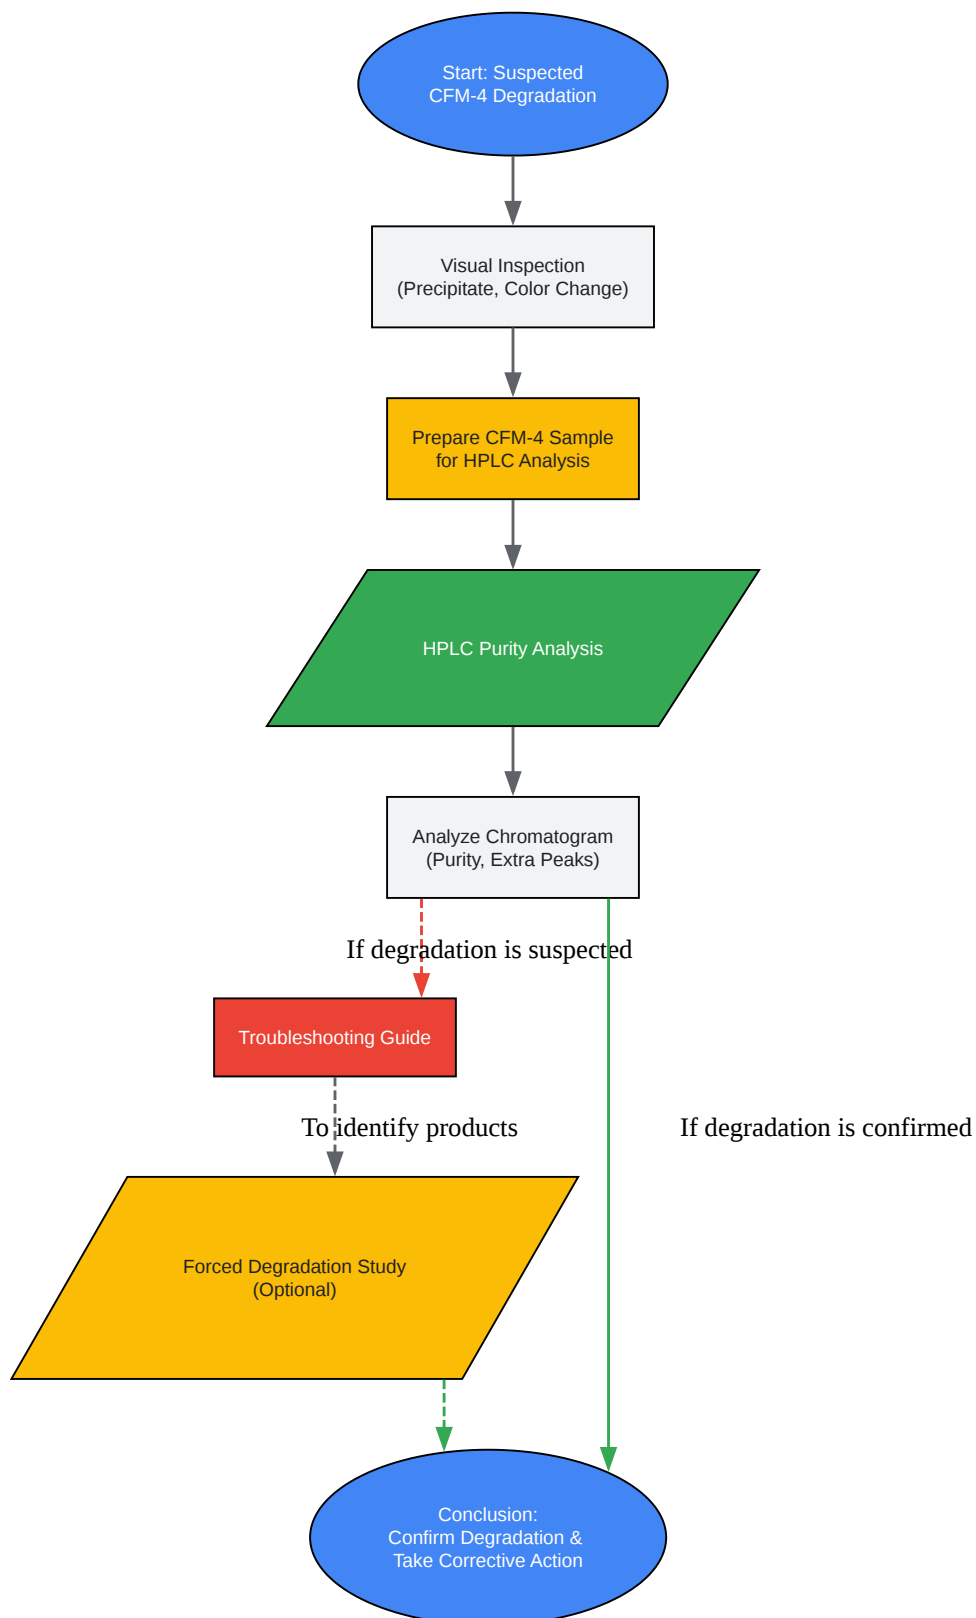 Start: Suspected
CFM-4 Degradation
Visual Inspection
(Precipitate, Color Change)
Prepare CFM-4 Sample
for HPLC Analysis
HPLC Purity Analysis
Analyze Chromatogram
(Purity, Extra Peaks)
If degradation is suspected
Troubleshooting Guide
To identify products
If degradation is confirmed
Forced Degradation Study
(Optional)
Conclusion:
Confirm Degradation &
Take Corrective Action